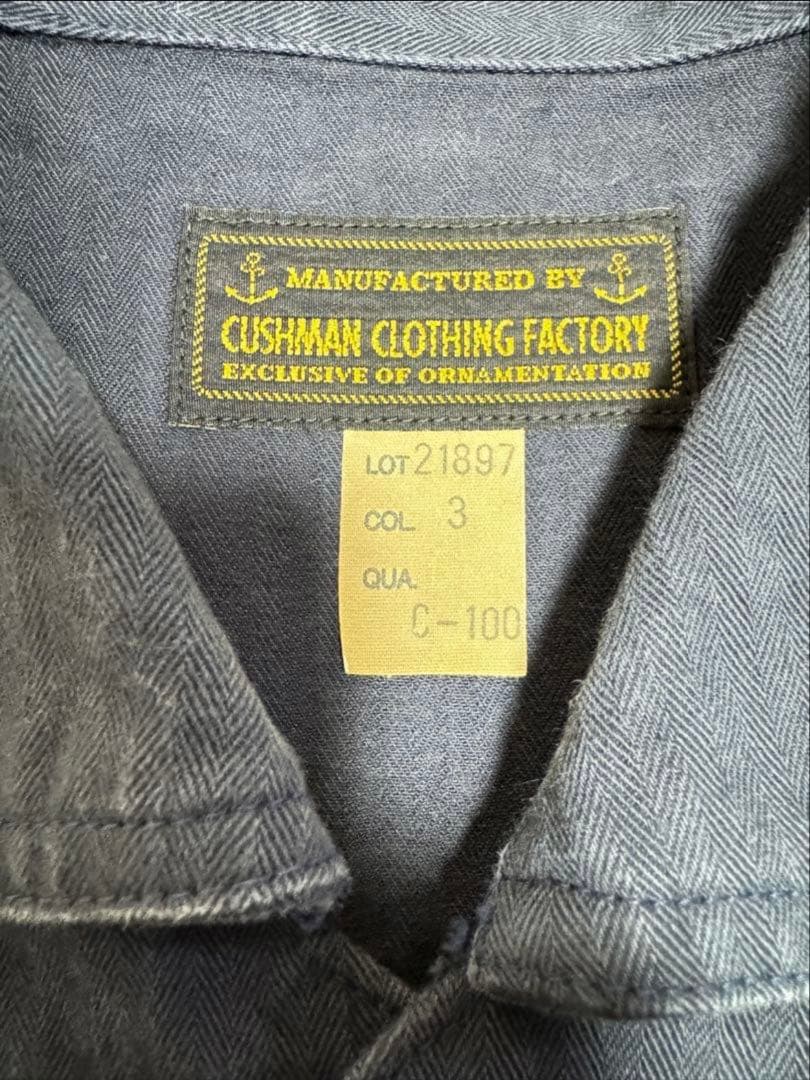 MANUFACTURED BY
CUSHMAN CLOTHING FACTORY
EXCLUSIVE OF ORNAMENTATION
LOT 21897
COL. 3
QUA.
C-100